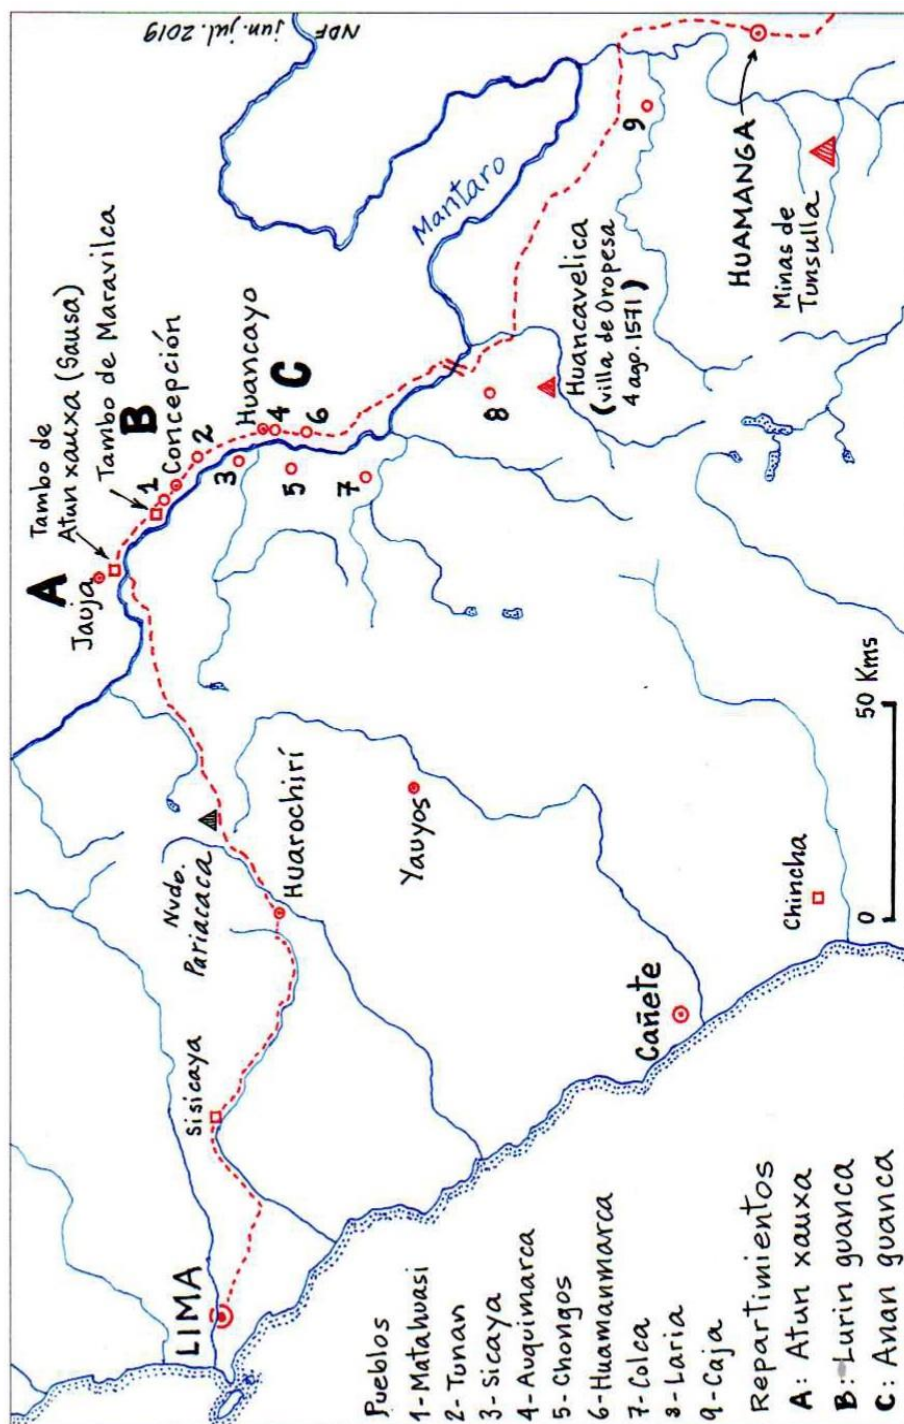 NDF
jun. jul. 2019
Tambo de
Atun xauxa (Sausa)
Tambo de Maravilca
A
Jauja
B
1
Concepción
2
3
Huancayo
4
C
6
5
7
8
Mantaro
9
Huancavelica
(villa de Oropesa
4 ago. 1571)
HUAMANGA
Minas de
Tunsulla
Nvdo.
Pariacaca
Huarochirí
Yauyos
Sisicaya
LIMA
Cañete
Chincha
0 50 Kms
Pueblos
1- Matahuasi
2- Tunan
3- Sicaya
4- Auquimarca
5- Chongos
6- Huamanmarca
7- Colca
8- Laria
9- Caja
Repartimientos
A: Atun xauxa
B: Lurin guanca
C: Anan guanca